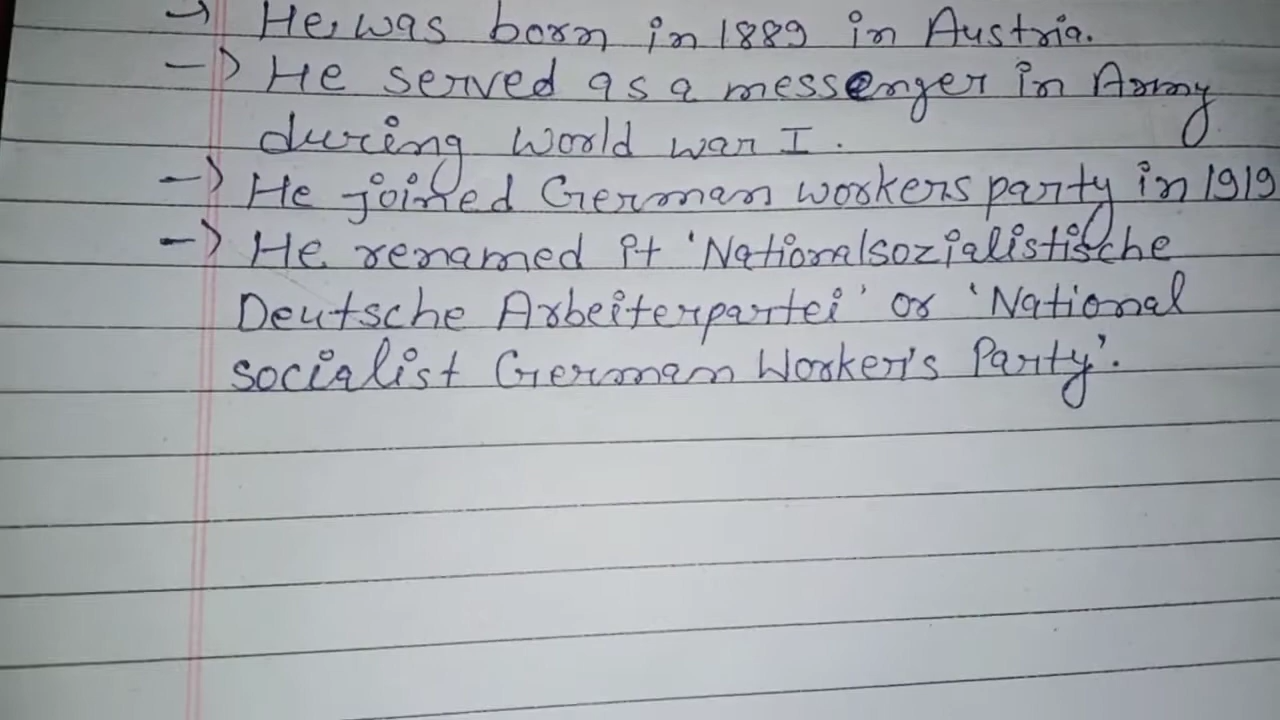 → He was born in 1889 in Austria.
→ He served as a messenger in Army
during world war I.
→ He joined German workers party in 1919
→ He renamed it 'Nationalsozialistische
Deutsche Arbeiterpartei' or 'National
socialist German Worker's Party'.